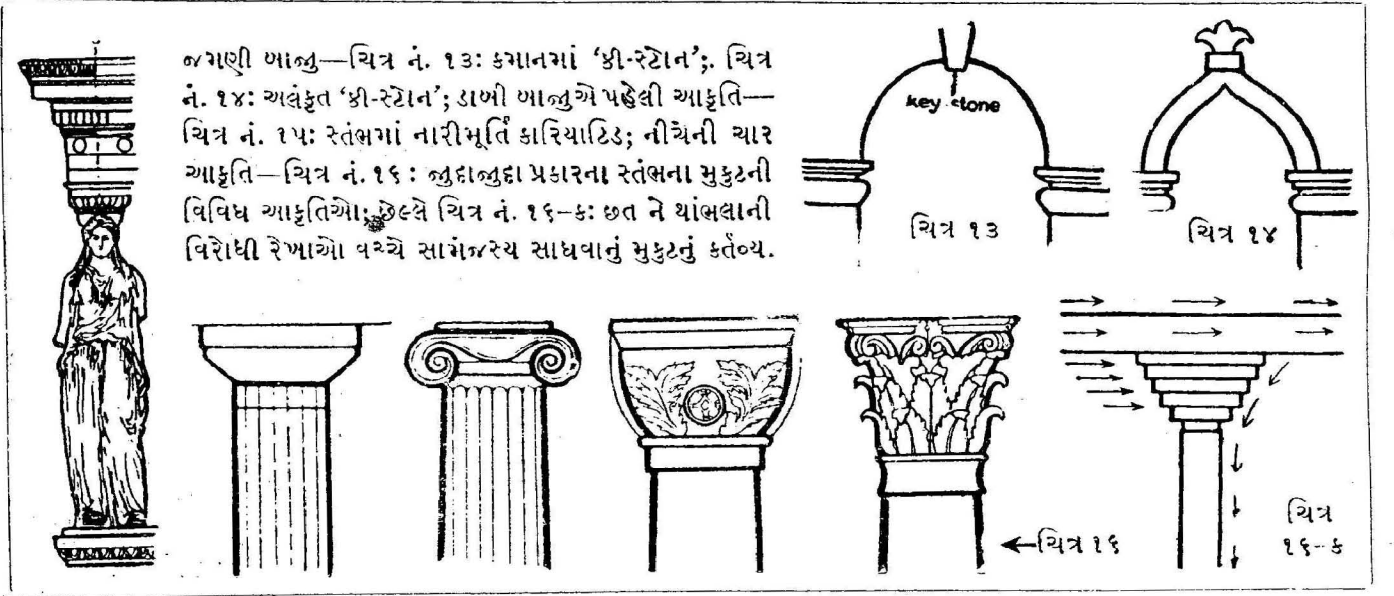 જમણી બાજુ—ચિત્ર નં. ૧૩: કમાનમાં ‘કી-સ્ટોન’;. ચિત્ર
નં. ૧૪: અલંકૃત ‘કી-સ્ટોન’; ડાબી બાજુએ પહેલી આકૃતિ—
ચિત્ર નં. ૧૫: સ્તંભમાં નારીમૂર્તિ કારિયાટિડ; નીચેની ચાર
આકૃતિ—ચિત્ર નં. ૧૬ : જુદાજુદા પ્રકારના સ્તંભના મુકુટની
વિવિધ આકૃતિઓ; છેલ્લે ચિત્ર નં. ૧૬-ક: છત ને થાંભલાની
વિરોધી રેખાઓ વચ્ચે સામંજસ્ય સાધવાનું મુકુટનું કર્તવ્ય.
key stone
ચિત્ર ૧૩
ચિત્ર ૧૪
ચિત્ર ૧૬
ચિત્ર
૧૬-ક